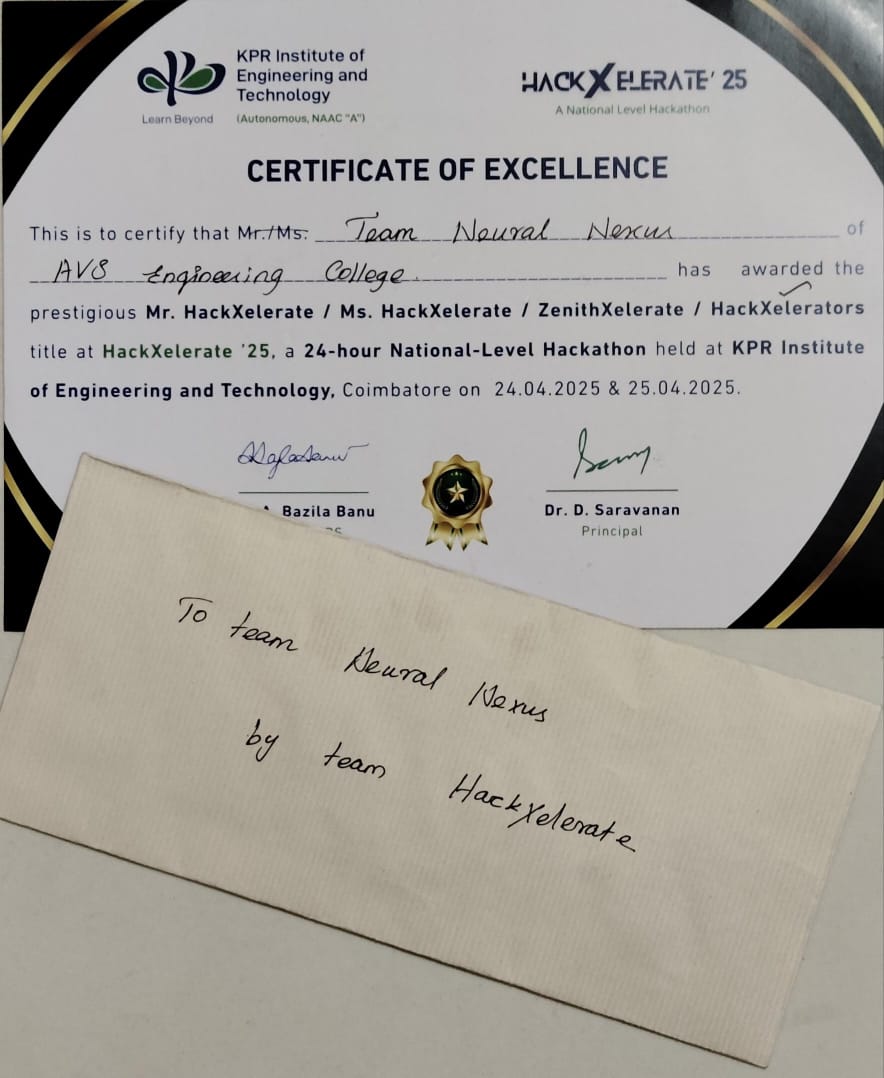 KPR Institute of
Engineering and
Technology
Learn Beyond
(Autonomous, NAAC "A")
HACKXELERATE' 25
A National Level Hackathon
CERTIFICATE OF EXCELLENCE
This is to certify that Mr./Ms. Team Neural Nexus of
AVS Engineering College. has awarded the
prestigious Mr. HackXelerate / Ms. HackXelerate / ZenithXelerate / HackXelerators
title at HackXelerate '25, a 24-hour National-Level Hackathon held at KPR Institute
of Engineering and Technology, Coimbatore on 24.04.2025 & 25.04.2025.
Bazila Banu
Dr. D. Saravanan
Principal
To team Neural Nexus
by team HackXelerate